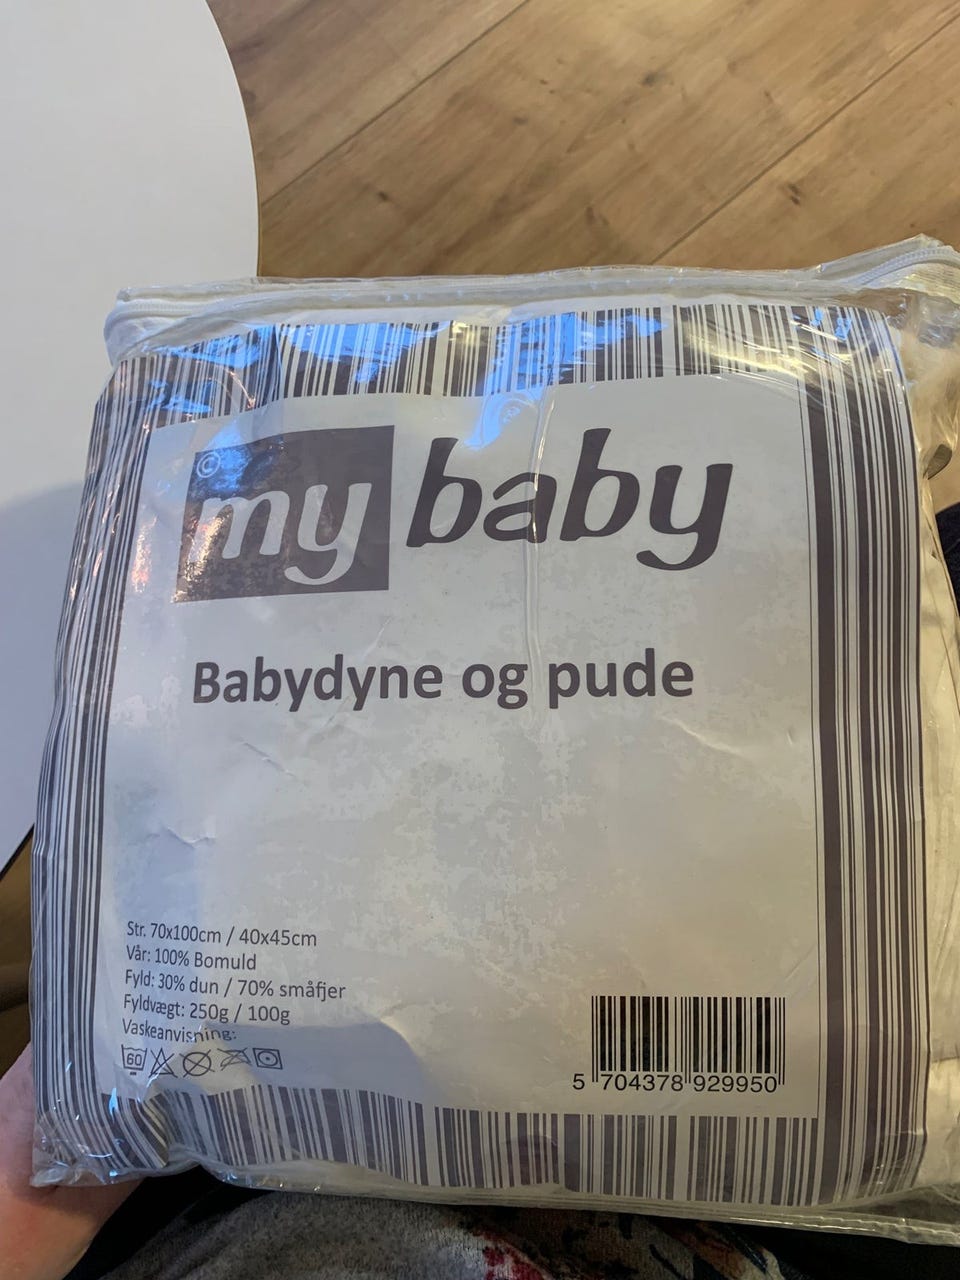 © my baby
Babydyne og pude
Str. 70x100cm / 40x45cm
Vår: 100% Bomuld
Fyld: 30% dun / 70% småfjer
Fyldvægt: 250g / 100g
Vaskeanvisning:
60
5 704378 929950